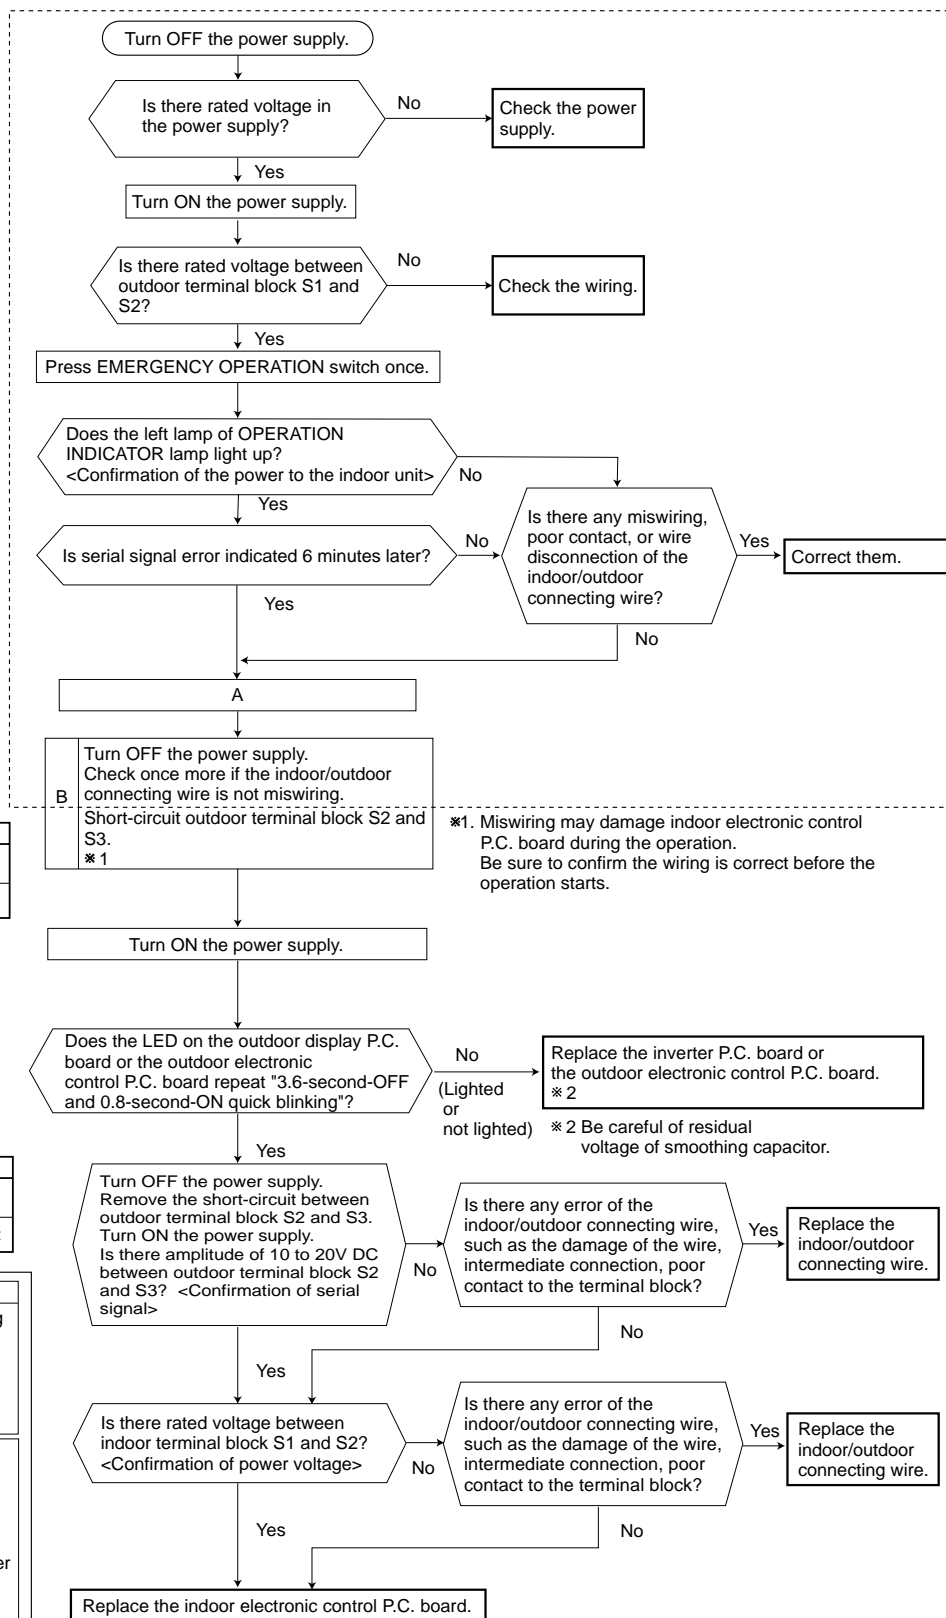 Turn OFF the power supply.
Is there rated voltage in
the power supply?
No
Check the power
supply.
Yes
Turn ON the power supply.
Is there rated voltage between
outdoor terminal block S1 and
S2?
No
Check the wiring.
Yes
Press EMERGENCY OPERATION switch once.
Does the left lamp of OPERATION
INDICATOR lamp light up?
<Confirmation of the power to the indoor unit>
No
Yes
Is serial signal error indicated 6 minutes later?
No
Is there any miswiring,
poor contact, or wire
disconnection of the
indoor/outdoor
connecting wire?
Yes
Correct them.
Yes
No
A
B
Turn OFF the power supply.
Check once more if the indoor/outdoor
connecting wire is not miswiring.
Short-circuit outdoor terminal block S2 and
S3.
※1
※1. Miswiring may damage indoor electronic control
P.C. board during the operation.
Be sure to confirm the wiring is correct before the
operation starts.
Turn ON the power supply.
Does the LED on the outdoor display P.C.
board or the outdoor electronic
control P.C. board repeat "3.6-second-OFF
and 0.8-second-ON quick blinking"?
No
(Lighted
or
not lighted)
Replace the inverter P.C. board or
the outdoor electronic control P.C. board.
※2
※2 Be careful of residual
voltage of smoothing capacitor.
Yes
Turn OFF the power supply.
Remove the short-circuit between
outdoor terminal block S2 and S3.
Turn ON the power supply.
Is there amplitude of 10 to 20V DC
between outdoor terminal block S2
and S3? <Confirmation of serial
signal>
No
Is there any error of the
indoor/outdoor connecting wire,
such as the damage of the wire,
intermediate connection, poor
contact to the terminal block?
Yes
Replace the
indoor/outdoor
connecting wire.
No
Yes
Is there rated voltage between
indoor terminal block S1 and S2?
<Confirmation of power voltage>
No
Is there any error of the
indoor/outdoor connecting wire,
such as the damage of the wire,
intermediate connection, poor
contact to the terminal block?
Yes
Replace the
indoor/outdoor
connecting wire.
No
Yes
Replace the indoor electronic control P.C. board.